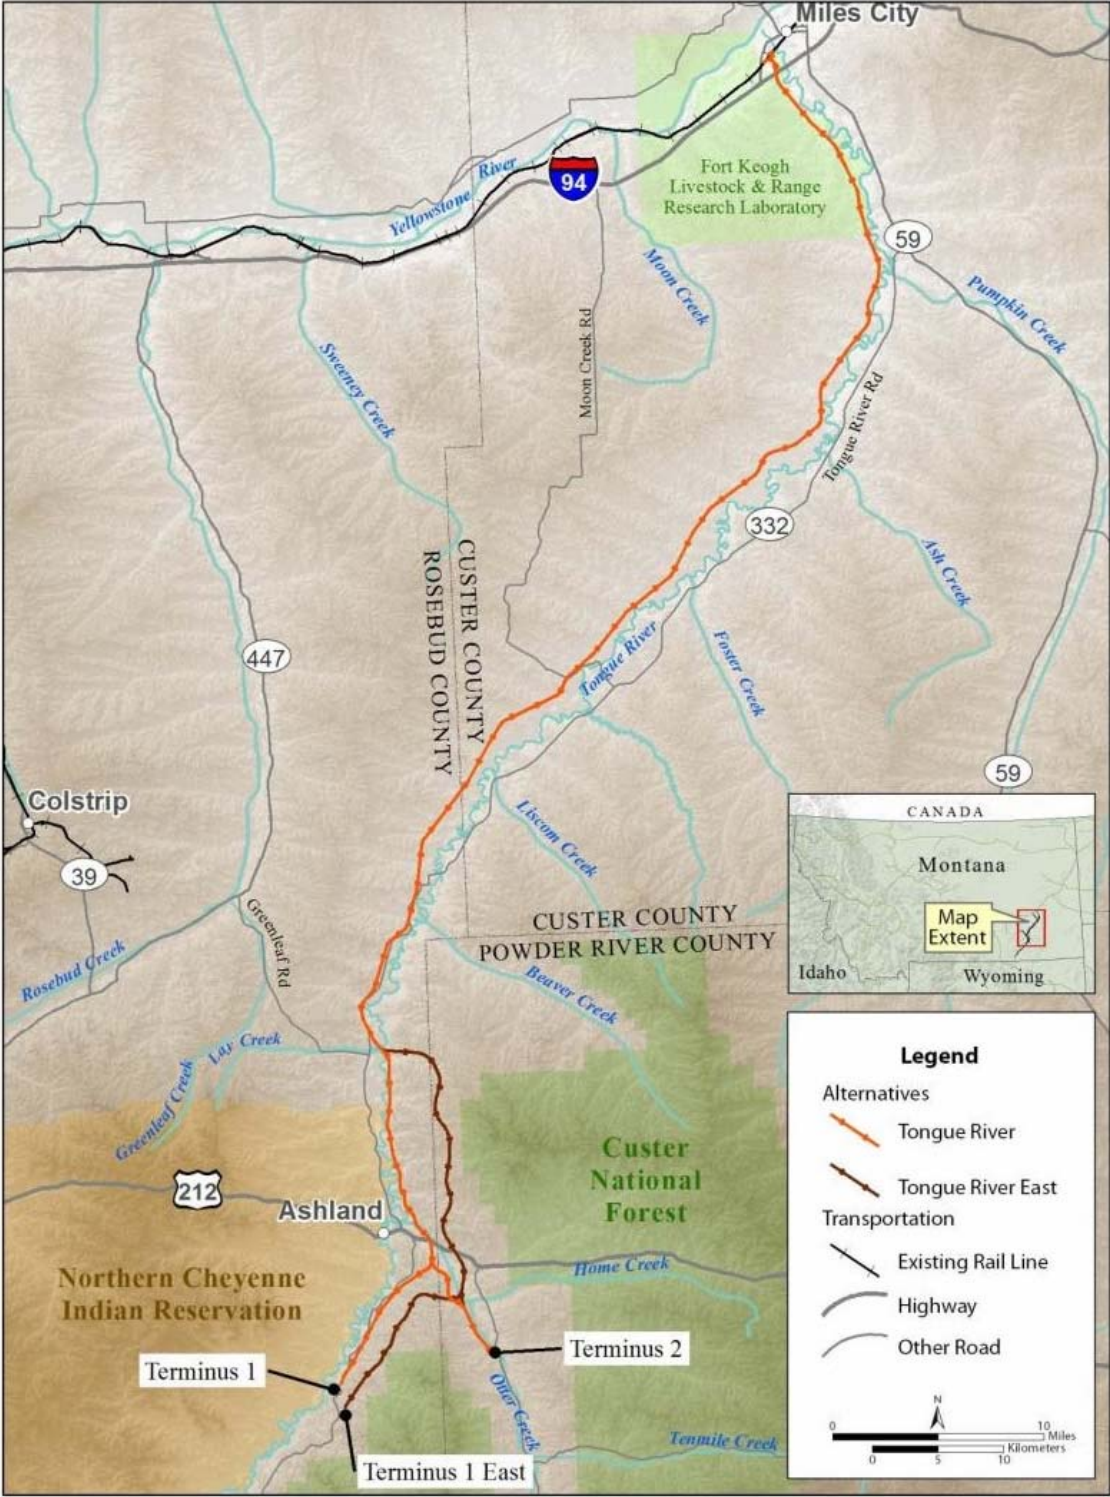 Miles City
Fort Keogh
Livestock & Range
Research Laboratory
Yellowstone River
94
59
Moon Creek
Pumpkin Creek
Moon Creek Rd
Sweeney Creek
Tongue River Rd
332
Ash Creek
CUSTER COUNTY
ROSEBUD COUNTY
447
Tongue River
Foster Creek
59
Colstrip
39
Liscom Creek
CUSTER COUNTY
POWDER RIVER COUNTY
Greenleaf Rd
Rosebud Creek
Beaver Creek
Lay Creek
Greenleaf Creek
212
Ashland
Custer
National
Forest
Northern Cheyenne
Indian Reservation
Home Creek
Terminus 1
Terminus 2
Otter Creek
Tenmile Creek
Terminus 1 East
CANADA
Montana
Map
Extent
Idaho
Wyoming
Legend
Alternatives
Tongue River
Tongue River East
Transportation
Existing Rail Line
Highway
Other Road
N
0 10
Miles
Kilometers
0 5 10